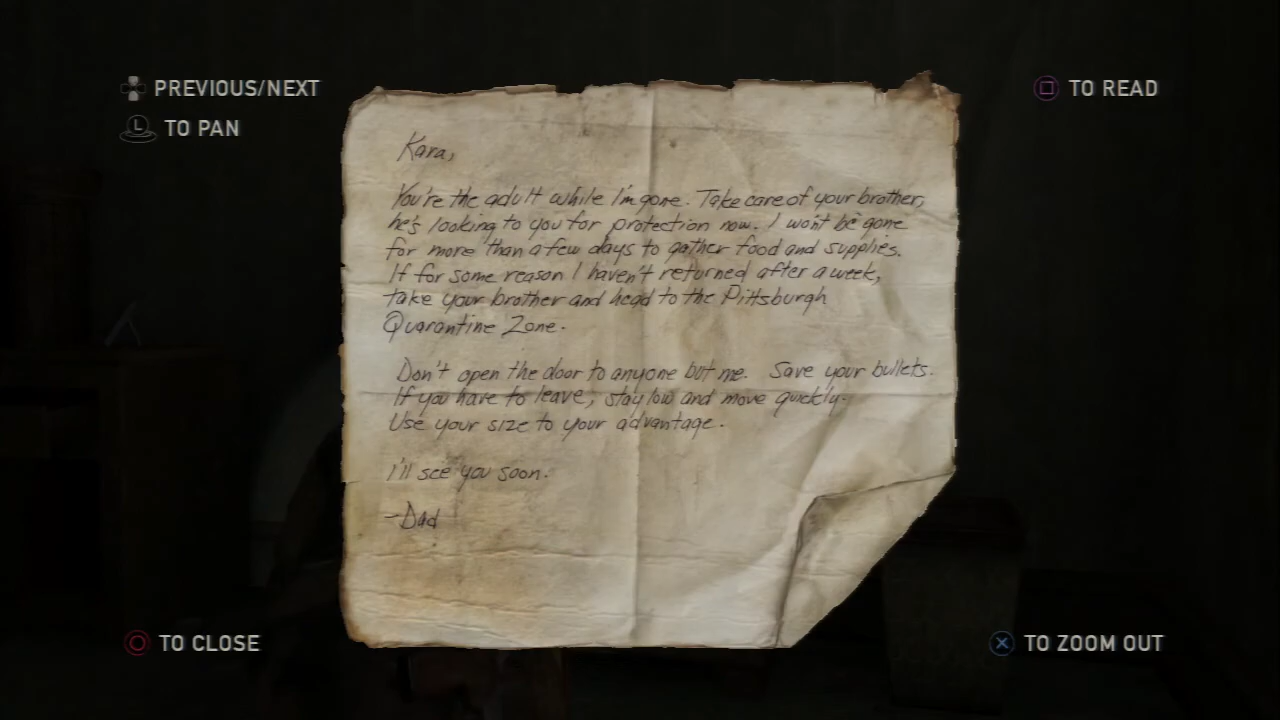 PREVIOUS/NEXT
L TO PAN
TO READ
Kara,
You're the adult while I'm gone. Take care of your brother,
he's looking to you for protection now. I won't be gone
for more than a few days to gather food and supplies.
If for some reason I haven't returned after a week,
take your brother and head to the Pittsburgh
Quarantine Zone.
Don't open the door to anyone but me. Save your bullets.
If you have to leave, stay low and move quickly.
Use your size to your advantage.
I'll see you soon.
-Dad
TO CLOSE
TO ZOOM OUT